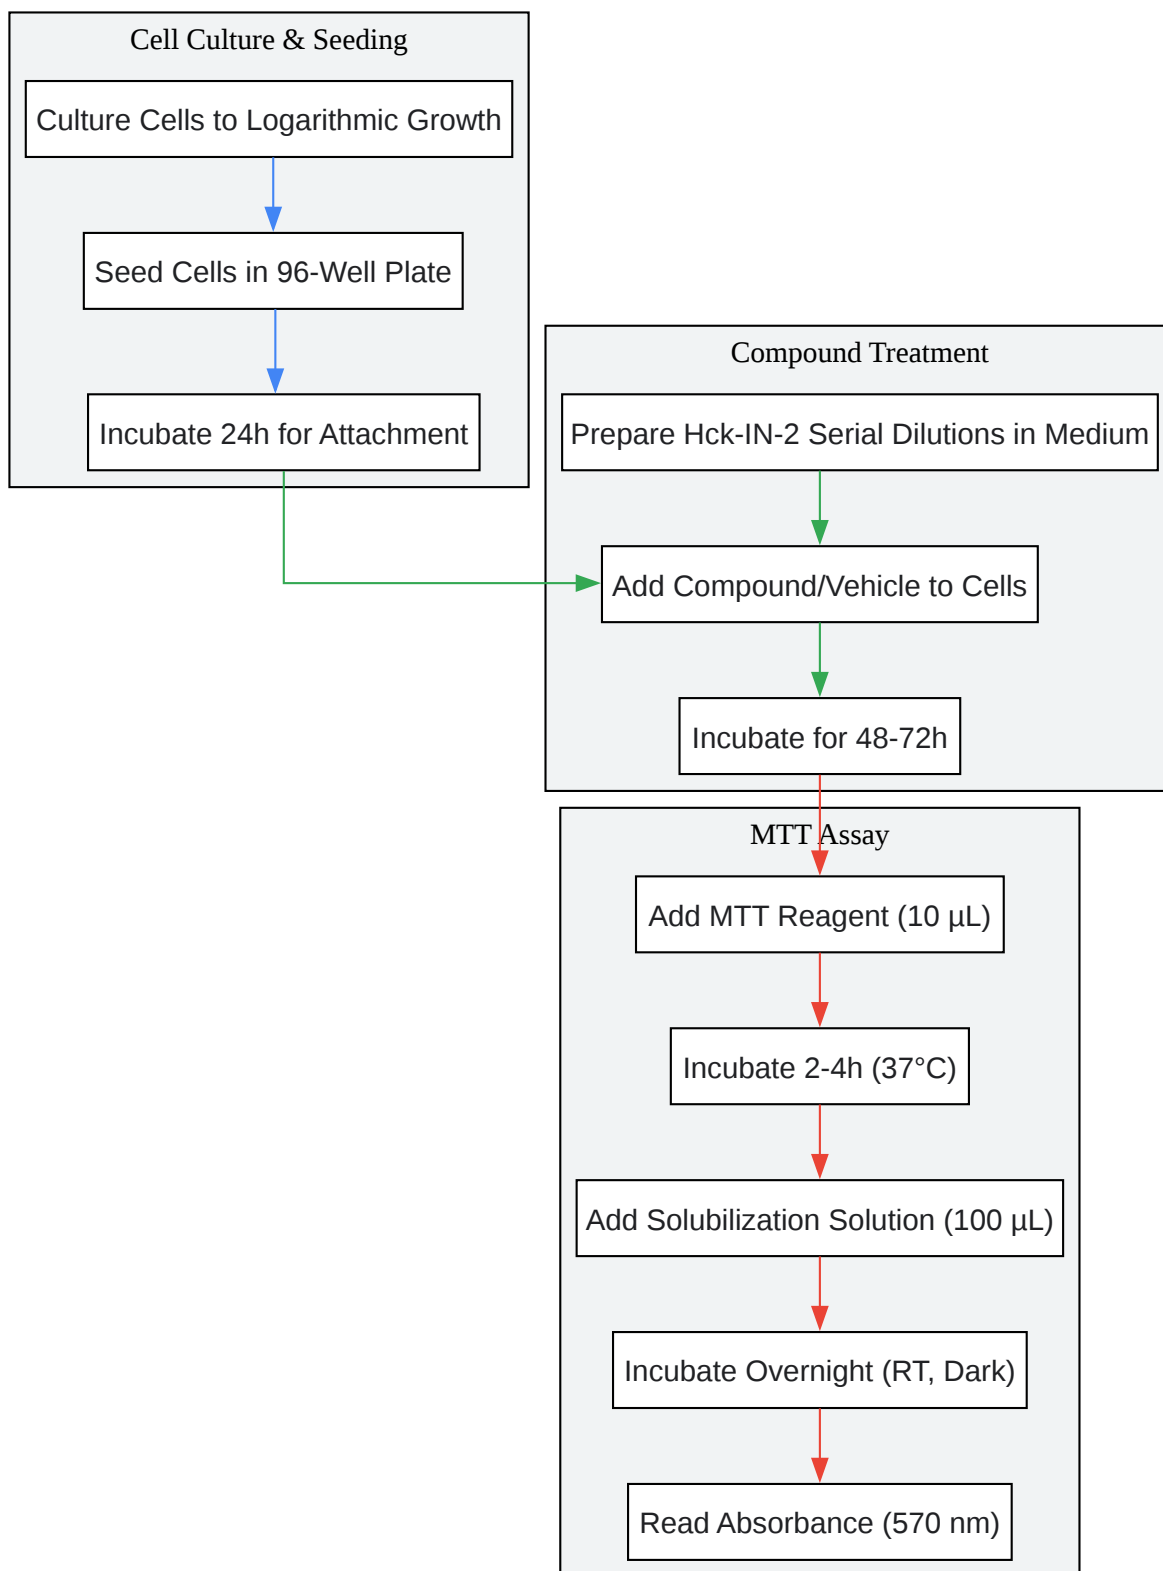 Cell Culture & Seeding
Culture Cells to Logarithmic Growth
Seed Cells in 96-Well Plate
Incubate 24h for Attachment
Compound Treatment
Prepare Hck-IN-2 Serial Dilutions in Medium
Add Compound/Vehicle to Cells
Incubate for 48-72h
MTT Assay
Add MTT Reagent (10 µL)
Incubate 2-4h (37°C)
Add Solubilization Solution (100 µL)
Incubate Overnight (RT, Dark)
Read Absorbance (570 nm)